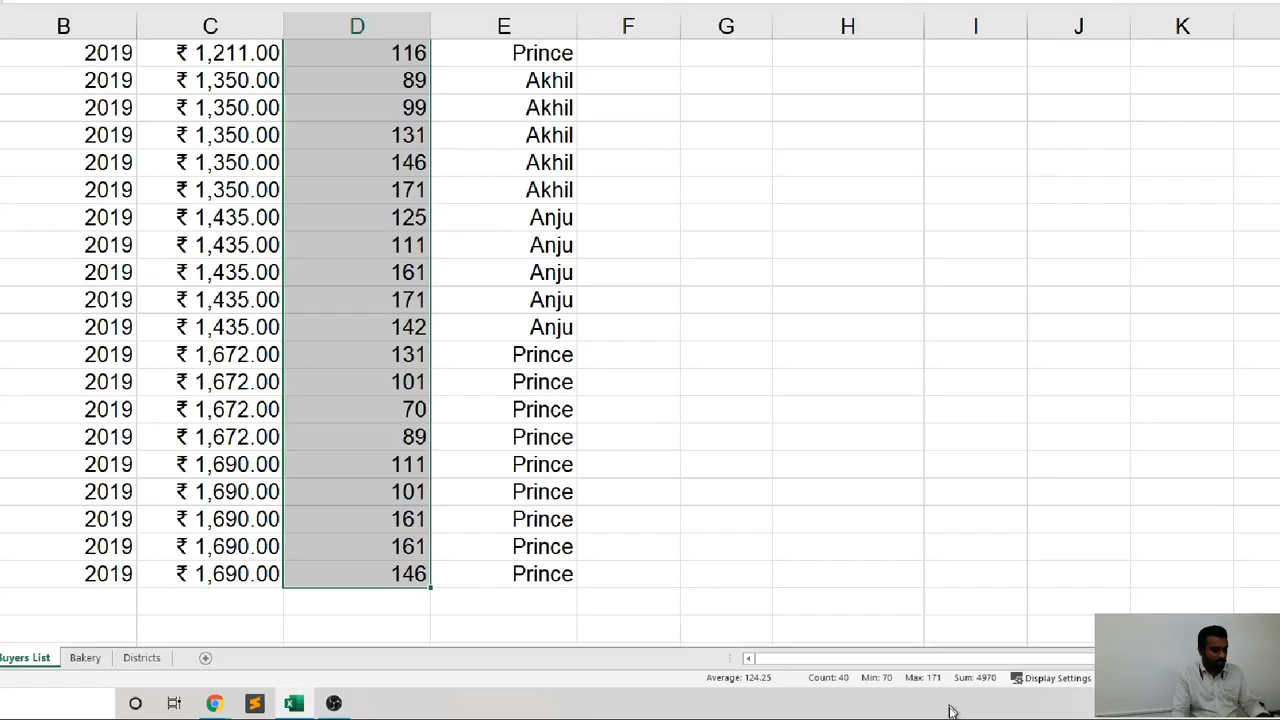 B C D E F G H I J K
2019 ₹ 1,211.00 116 Prince
2019 ₹ 1,350.00 89 Akhil
2019 ₹ 1,350.00 99 Akhil
2019 ₹ 1,350.00 131 Akhil
2019 ₹ 1,350.00 146 Akhil
2019 ₹ 1,350.00 171 Akhil
2019 ₹ 1,435.00 125 Anju
2019 ₹ 1,435.00 111 Anju
2019 ₹ 1,435.00 161 Anju
2019 ₹ 1,435.00 171 Anju
2019 ₹ 1,435.00 142 Anju
2019 ₹ 1,672.00 131 Prince
2019 ₹ 1,672.00 101 Prince
2019 ₹ 1,672.00 70 Prince
2019 ₹ 1,672.00 89 Prince
2019 ₹ 1,690.00 111 Prince
2019 ₹ 1,690.00 101 Prince
2019 ₹ 1,690.00 161 Prince
2019 ₹ 1,690.00 161 Prince
2019 ₹ 1,690.00 146 Prince
Buyers List Bakery Districts
Average: 124.25 Count: 40 Min: 70 Max: 171 Sum: 4970 Display Settings